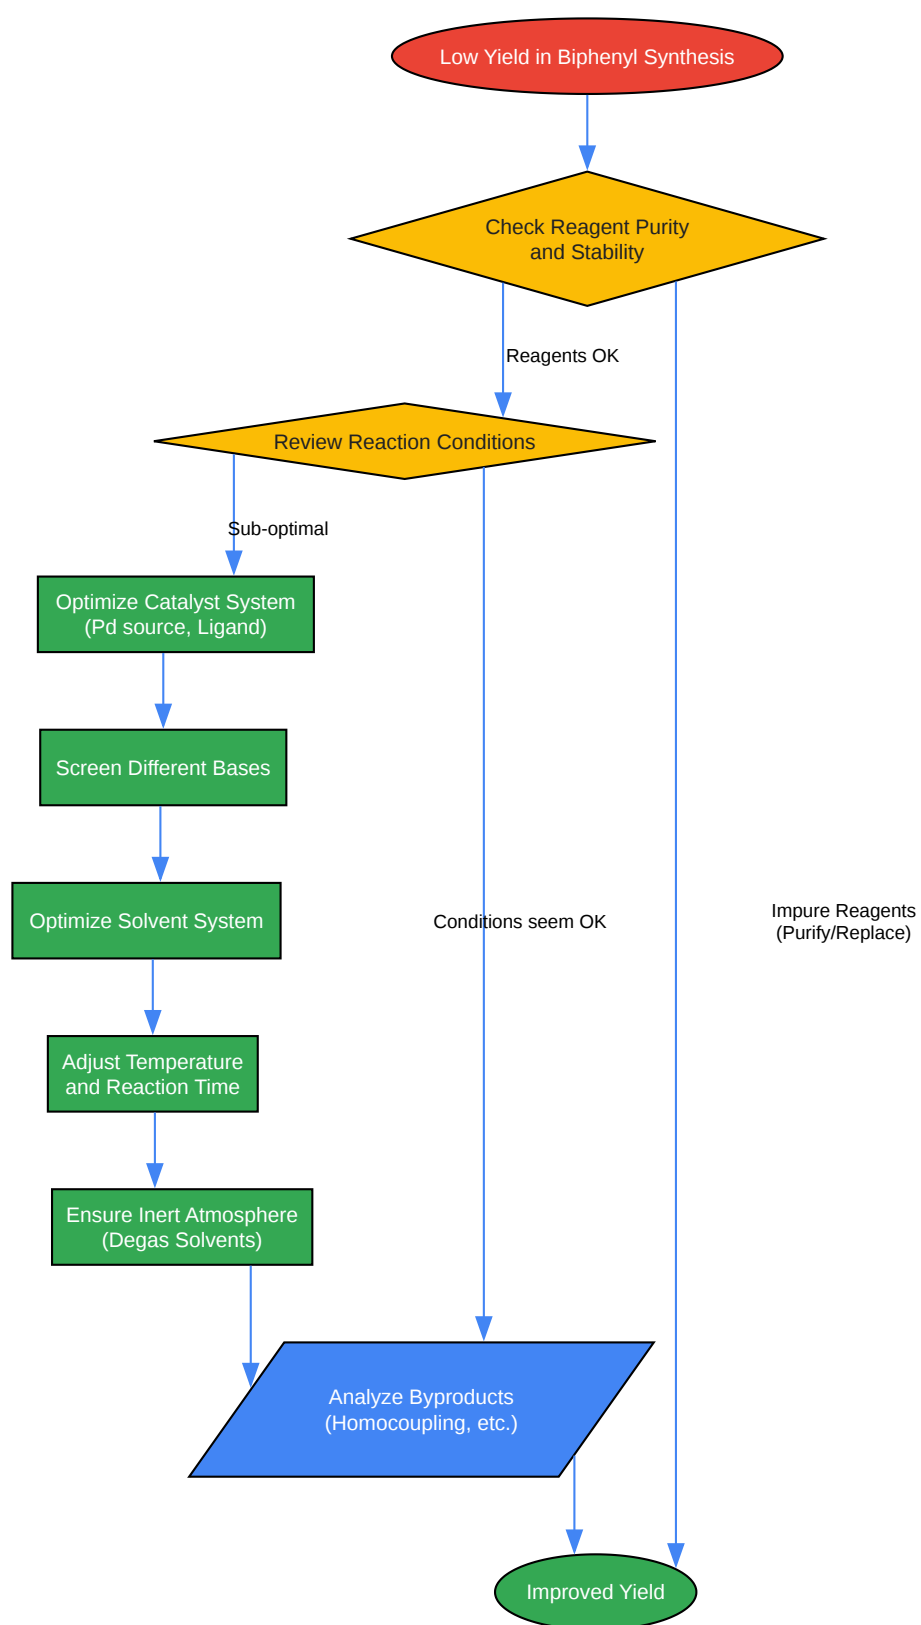 Low Yield in Biphenyl Synthesis
Check Reagent Purity
and Stability
Reagents OK
Review Reaction Conditions
Sub-optimal
Optimize Catalyst System
(Pd source, Ligand)
Screen Different Bases
Optimize Solvent System
Conditions seem OK
Impure Reagents
(Purify/Replace)
Adjust Temperature
and Reaction Time
Ensure Inert Atmosphere
(Degas Solvents)
Analyze Byproducts
(Homocoupling, etc.)
Improved Yield